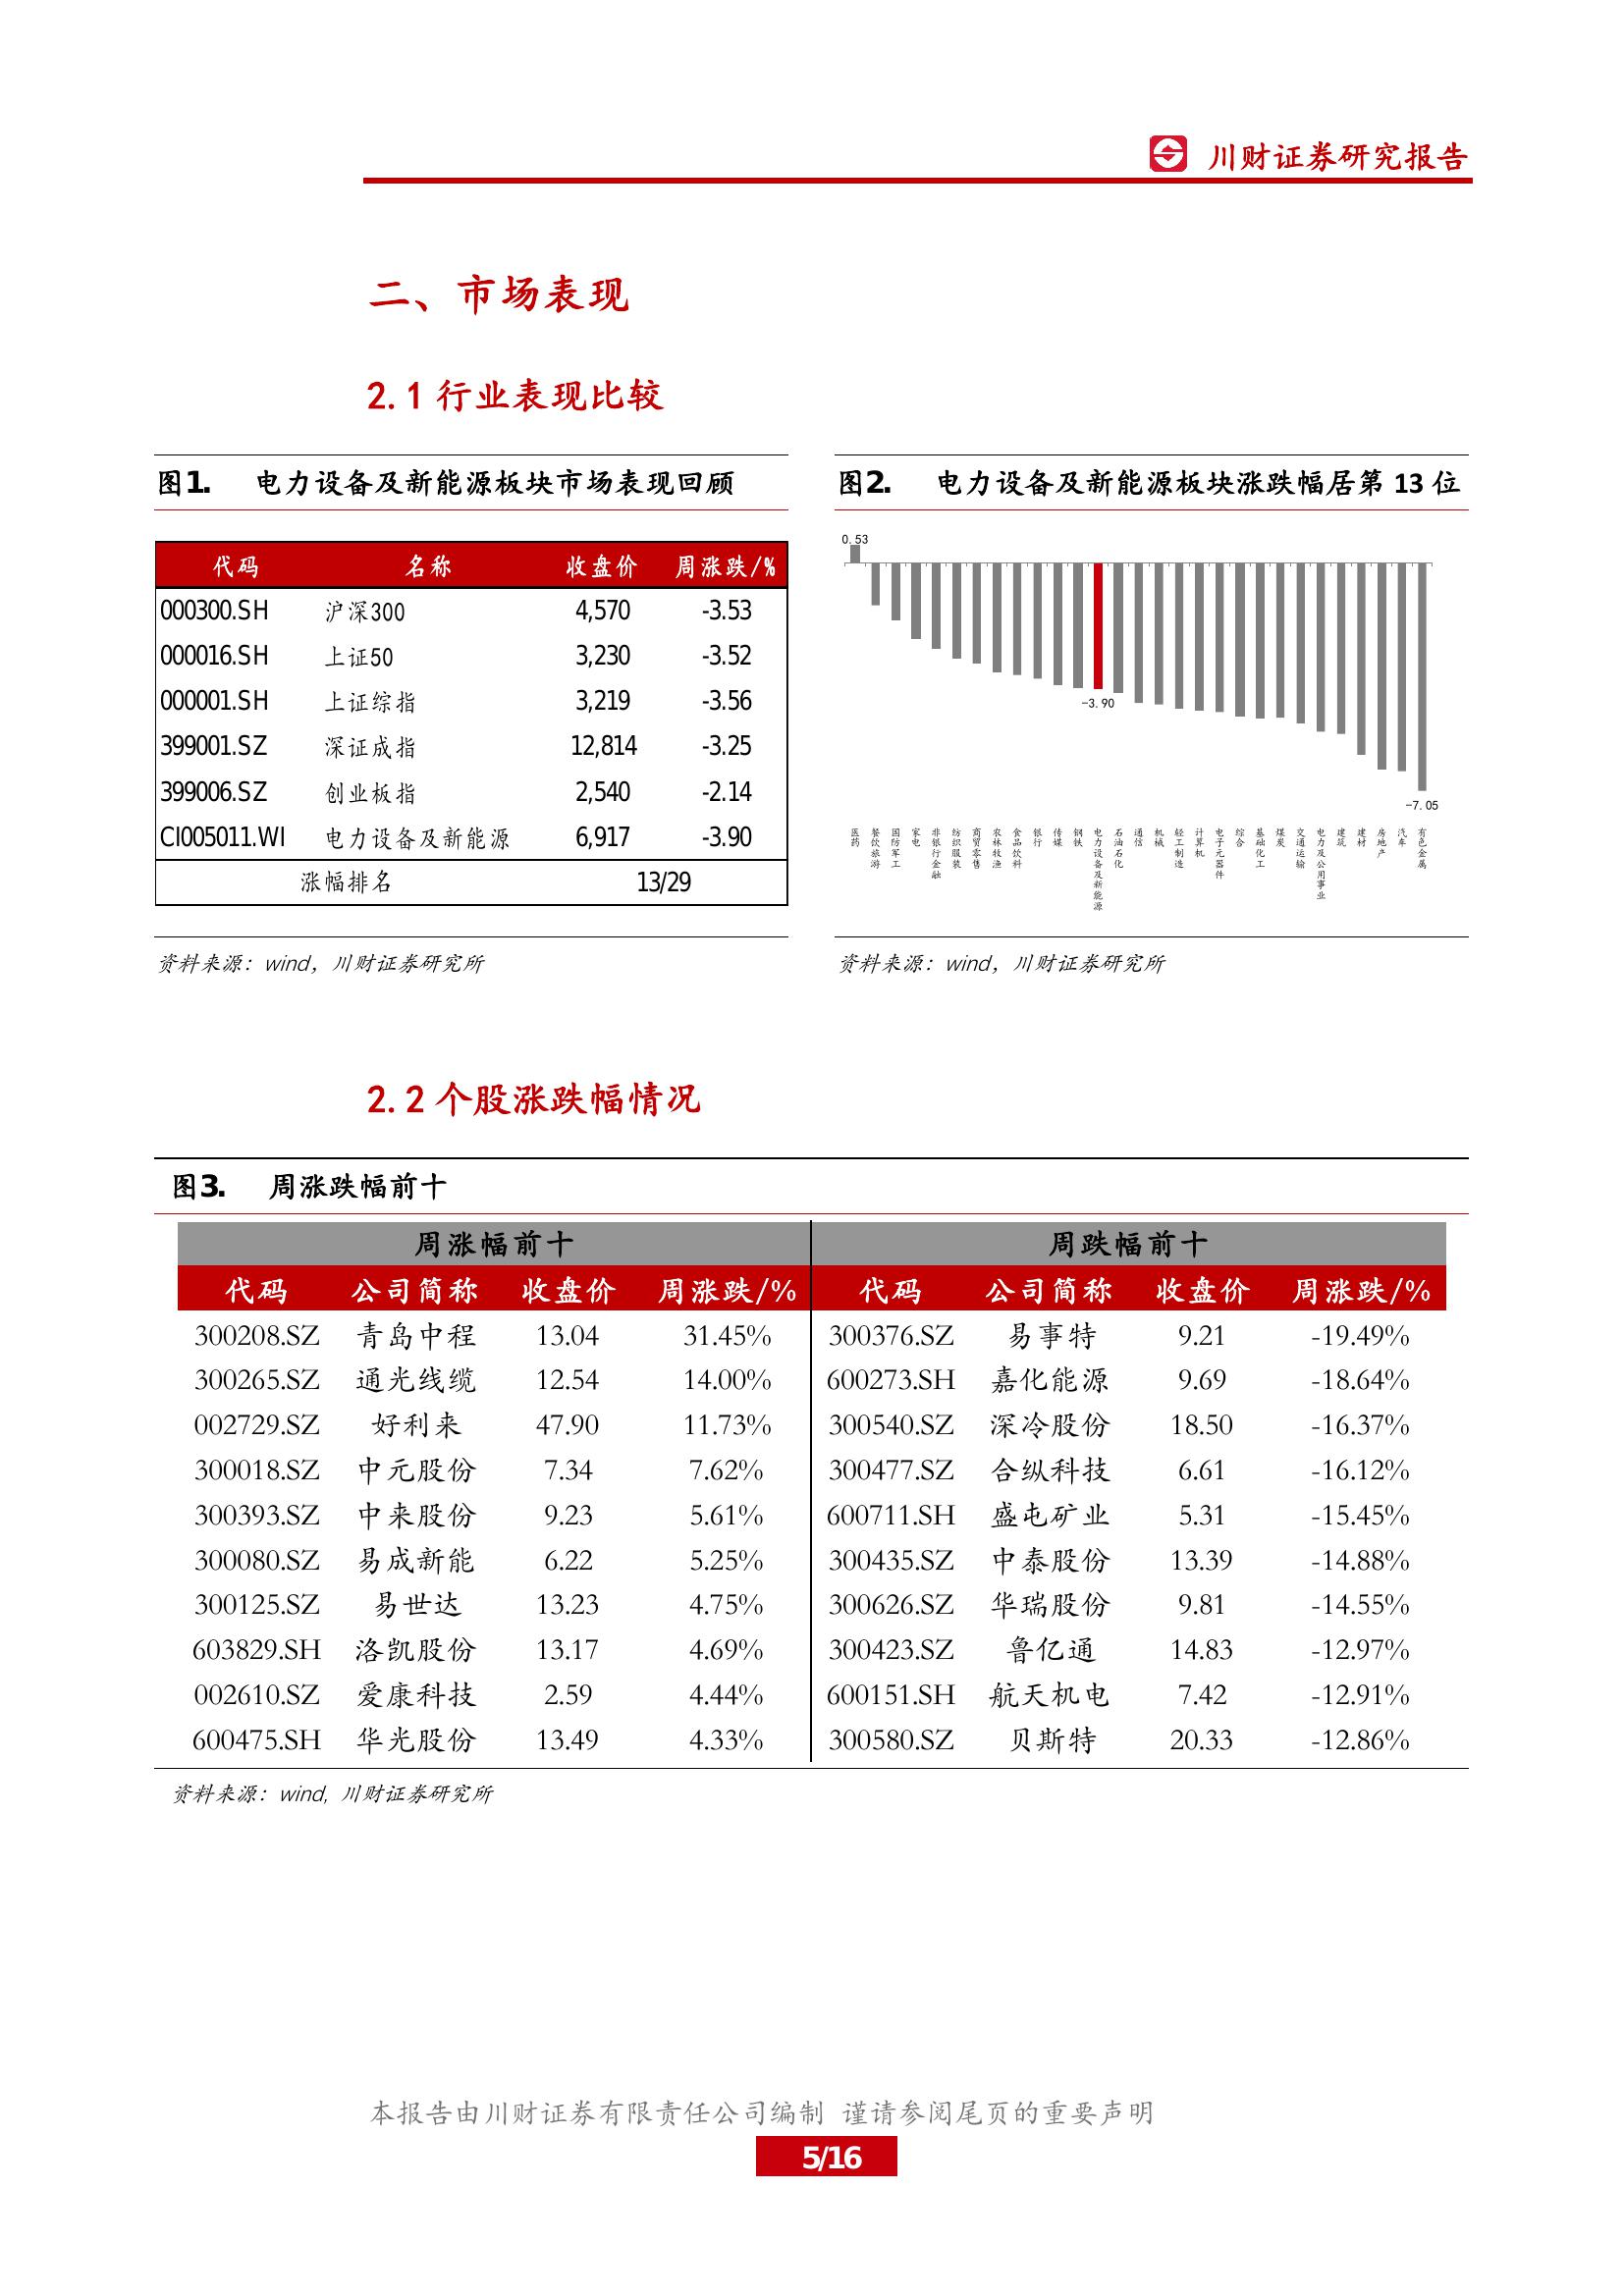 川财证券研究报告
二、市场表现
2.1 行业表现比较
图1. 电力设备及新能源板块市场表现回顾
代码 名称 收盘价 周涨跌/%
000300.SH 沪深300 4,570 -3.53
000016.SH 上证50 3,230 -3.52
000001.SH 上证综指 3,219 -3.56
399001.SZ 深证成指 12,814 -3.25
399006.SZ 创业板指 2,540 -2.14
CI005011.WI 电力设备及新能源 6,917 -3.90
涨幅排名 13/29
资料来源：wind，川财证券研究所
图2. 电力设备及新能源板块涨跌幅居第 13 位
0.53
-3.90
-7.05
医药
餐饮旅游
国防军工
家电
非银行金融
纺织服装
商贸零售
农林牧渔
食品饮料
银行
传媒
钢铁
电力设备及新能源
石油石化
通信
机械
轻工制造
计算机
电子元器件
综合
基础化工
煤炭
交通运输
电力及公用事业
建筑
建材
房地产
汽车
有色金属
资料来源：wind，川财证券研究所
2.2 个股涨跌幅情况
图3. 周涨跌幅前十
周涨幅前十 周跌幅前十
代码 公司简称 收盘价 周涨跌/% 代码 公司简称 收盘价 周涨跌/%
300208.SZ 青岛中程 13.04 31.45% 300376.SZ 易事特 9.21 -19.49%
300265.SZ 通光线缆 12.54 14.00% 600273.SH 嘉化能源 9.69 -18.64%
002729.SZ 好利来 47.90 11.73% 300540.SZ 深冷股份 18.50 -16.37%
300018.SZ 中元股份 7.34 7.62% 300477.SZ 合纵科技 6.61 -16.12%
300393.SZ 中来股份 9.23 5.61% 600711.SH 盛屯矿业 5.31 -15.45%
300080.SZ 易成新能 6.22 5.25% 300435.SZ 中泰股份 13.39 -14.88%
300125.SZ 易世达 13.23 4.75% 300626.SZ 华瑞股份 9.81 -14.55%
603829.SH 洛凯股份 13.17 4.69% 300423.SZ 鲁亿通 14.83 -12.97%
002610.SZ 爱康科技 2.59 4.44% 600151.SH 航天机电 7.42 -12.91%
600475.SH 华光股份 13.49 4.33% 300580.SZ 贝斯特 20.33 -12.86%
资料来源：wind, 川财证券研究所
本报告由川财证券有限责任公司编制 谨请参阅尾页的重要声明
5/16